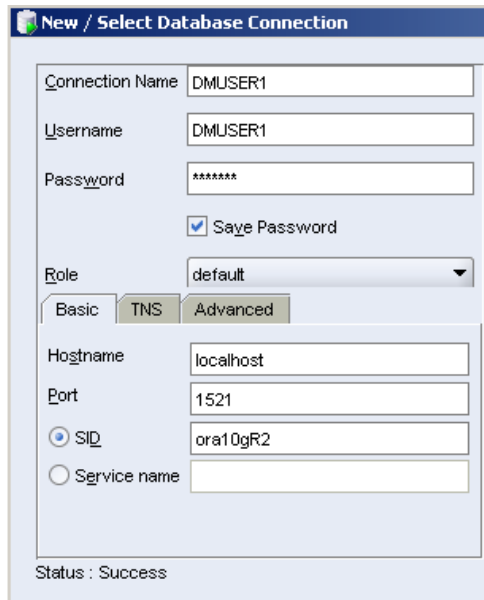 New / Select Database Connection
Connection Name DMUSER1
Username DMUSER1
Password *******
Save Password
Role default
Basic TNS Advanced
Hostname localhost
Port 1521
SID ora10gR2
Service name
Status : Success